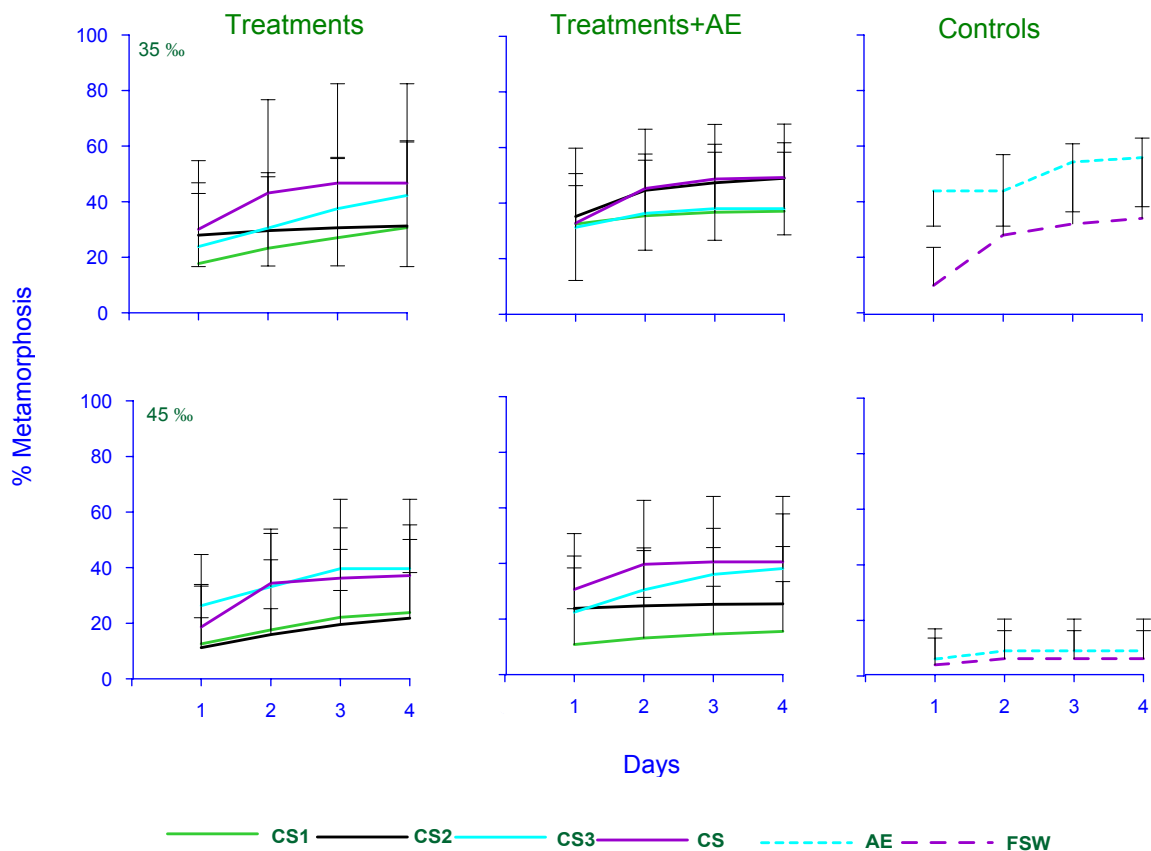 Treatments Treatments+AE Controls
100
35 ‰
80
60
40
20
0
% Metamorphosis
100
45 ‰
80
60
40
20
0
1 2 3 4 1 2 3 4 1 2 3 4
Days
CS1 CS2 CS3 CS AE FSW